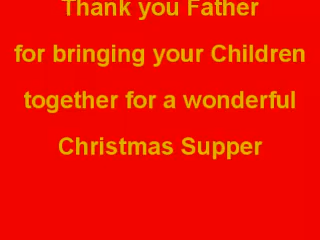 Thank you Father
for bringing your Children
together for a wonderful
Christmas Supper